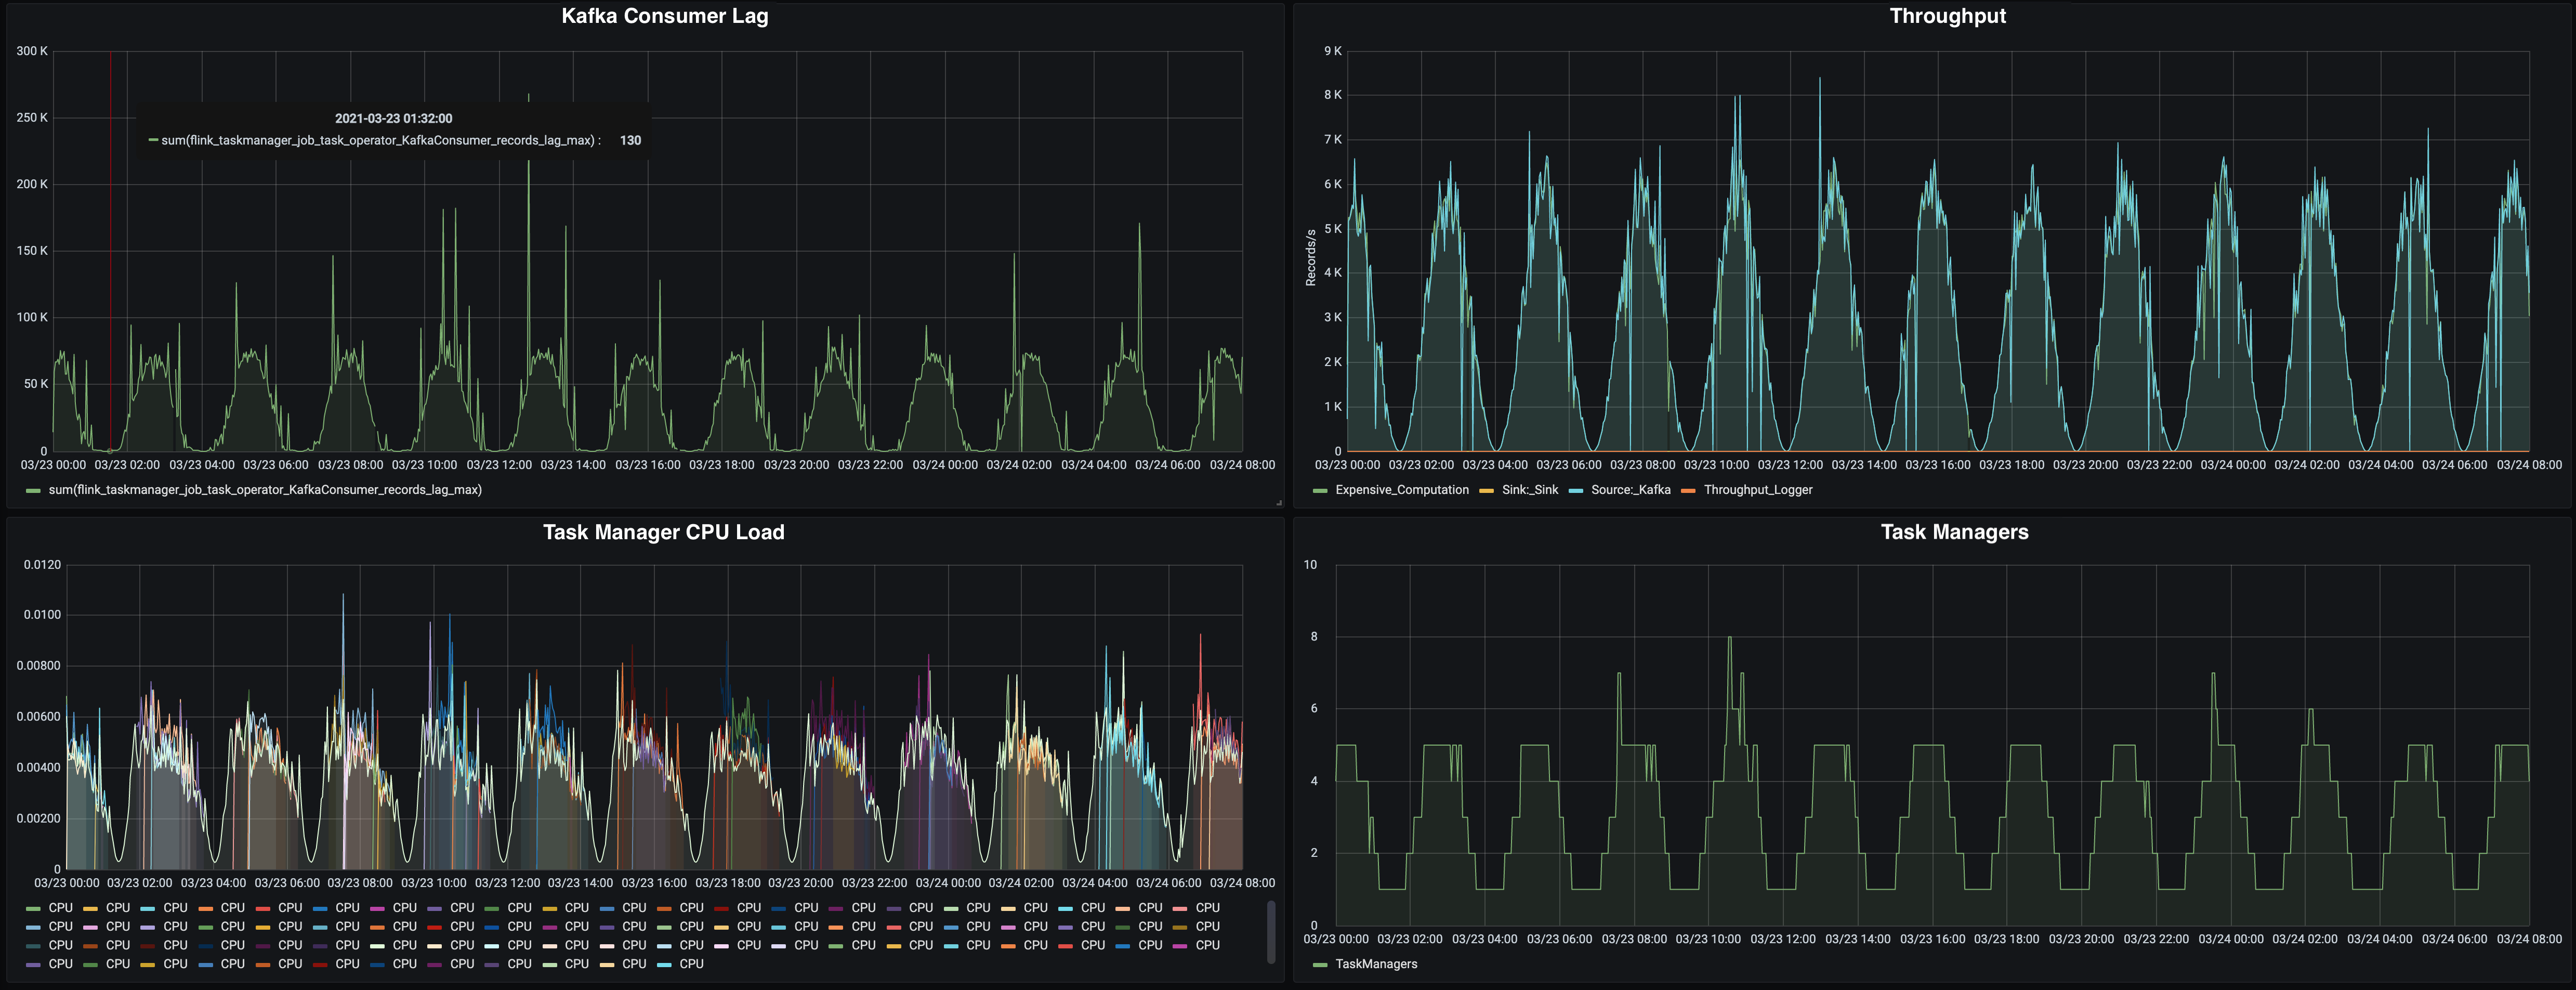 Kafka Consumer Lag
300 K
250 K
200 K
150 K
100 K
50 K
0
2021-03-23 01:32:00
sum(flink_taskmanager_job_task_operator_KafkaConsumer_records_lag_max) : 130
03/23 00:00 03/23 02:00 03/23 04:00 03/23 06:00 03/23 08:00 03/23 10:00 03/23 12:00 03/23 14:00 03/23 16:00 03/23 18:00 03/23 20:00 03/23 22:00 03/24 00:00 03/24 02:00 03/24 04:00 03/24 06:00 03/24 08:00
sum(flink_taskmanager_job_task_operator_KafkaConsumer_records_lag_max)
Throughput
Records/s
9 K
8 K
7 K
6 K
5 K
4 K
3 K
2 K
1 K
0
03/23 00:00 03/23 02:00 03/23 04:00 03/23 06:00 03/23 08:00 03/23 10:00 03/23 12:00 03/23 14:00 03/23 16:00 03/23 18:00 03/23 20:00 03/23 22:00 03/24 00:00 03/24 02:00 03/24 04:00 03/24 06:00 03/24 08:00
Expensive_Computation Sink:_Sink Source:_Kafka Throughput_Logger
Task Manager CPU Load
0.0120
0.0100
0.00800
0.00600
0.00400
0.00200
0
03/23 00:00 03/23 02:00 03/23 04:00 03/23 06:00 03/23 08:00 03/23 10:00 03/23 12:00 03/23 14:00 03/23 16:00 03/23 18:00 03/23 20:00 03/23 22:00 03/24 00:00 03/24 02:00 03/24 04:00 03/24 06:00 03/24 08:00
CPU CPU CPU CPU CPU CPU CPU CPU CPU CPU CPU CPU CPU CPU CPU CPU CPU CPU CPU CPU CPU
CPU CPU CPU CPU CPU CPU CPU CPU CPU CPU CPU CPU CPU CPU CPU CPU CPU CPU CPU CPU CPU
CPU CPU CPU CPU CPU CPU CPU CPU CPU CPU CPU CPU CPU CPU CPU CPU CPU CPU CPU CPU CPU
CPU CPU CPU CPU CPU CPU CPU CPU CPU CPU CPU CPU
Task Managers
10
8
6
4
2
0
03/23 00:00 03/23 02:00 03/23 04:00 03/23 06:00 03/23 08:00 03/23 10:00 03/23 12:00 03/23 14:00 03/23 16:00 03/23 18:00 03/23 20:00 03/23 22:00 03/24 00:00 03/24 02:00 03/24 04:00 03/24 06:00 03/24 08:00
TaskManagers